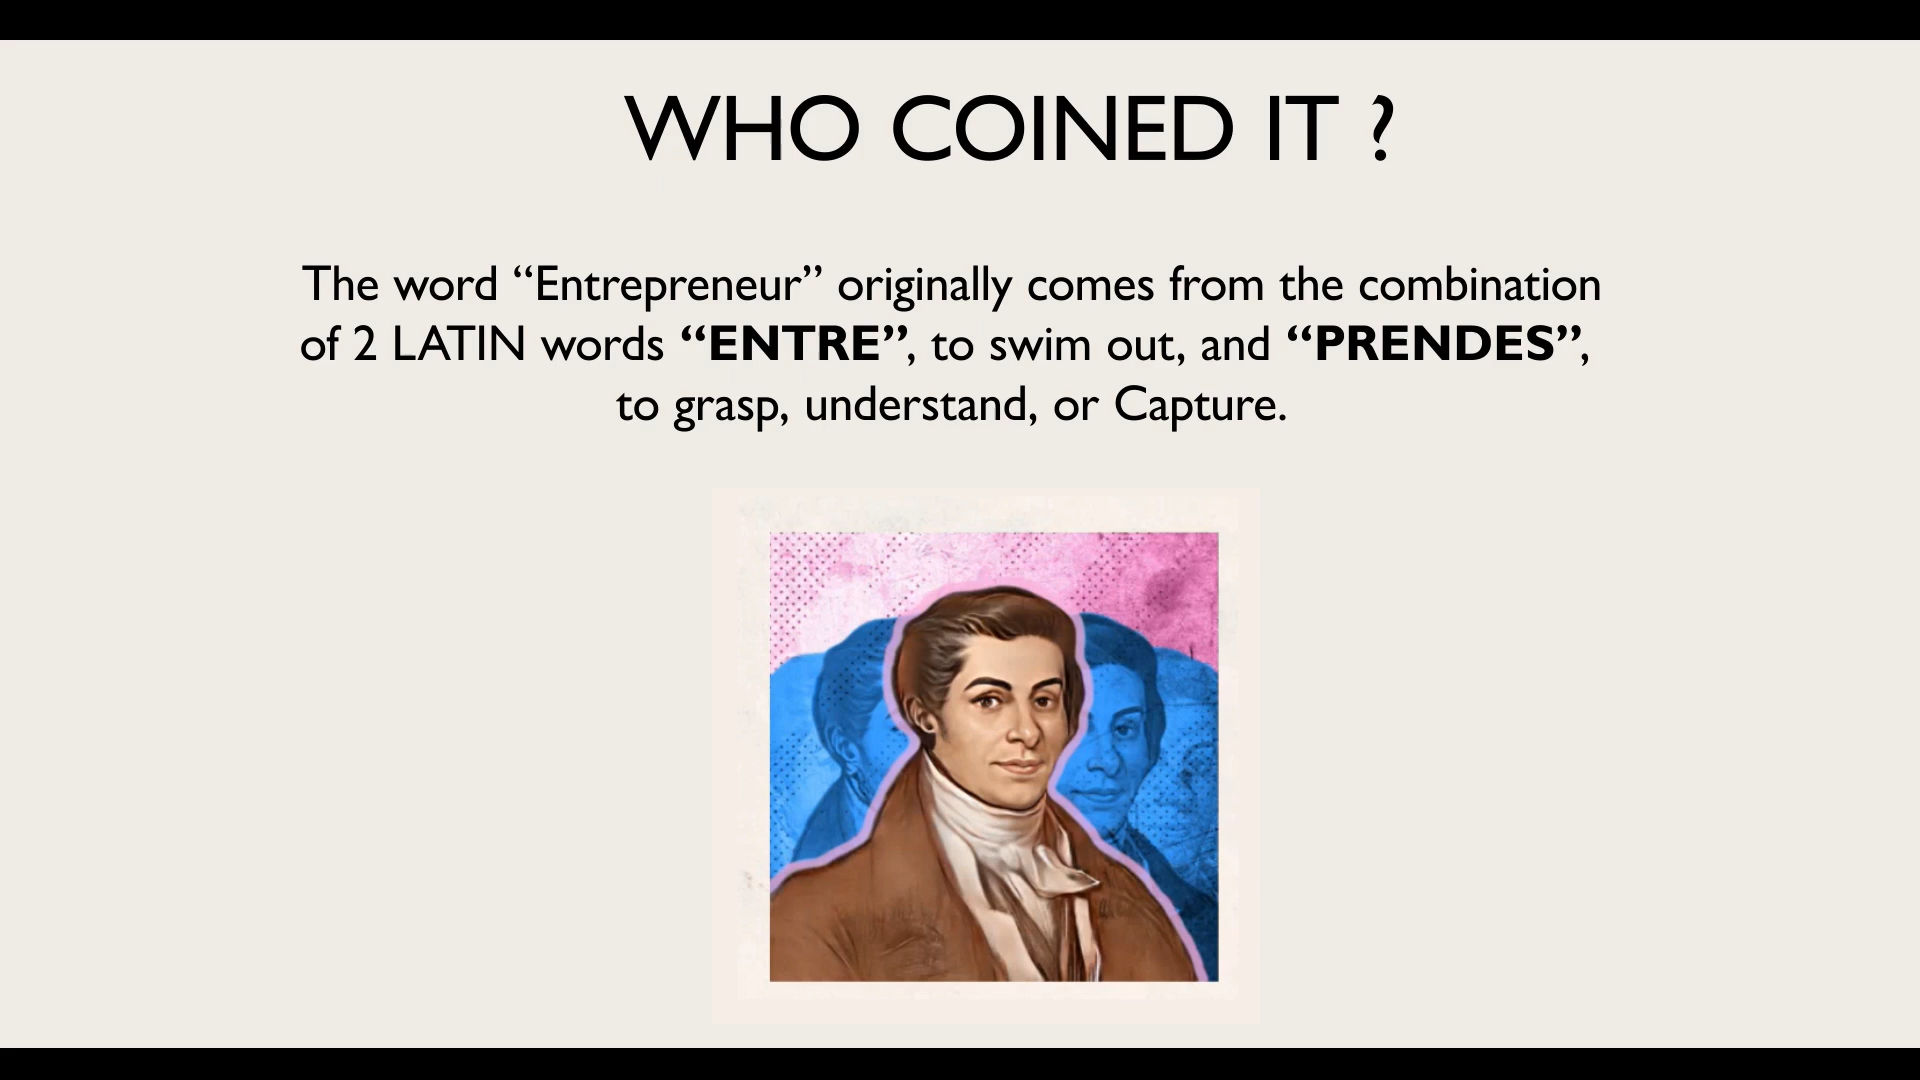 WHO COINED IT ?
The word “Entrepreneur” originally comes from the combination
of 2 LATIN words “ENTRE”, to swim out, and “PRENDES”,
to grasp, understand, or Capture.